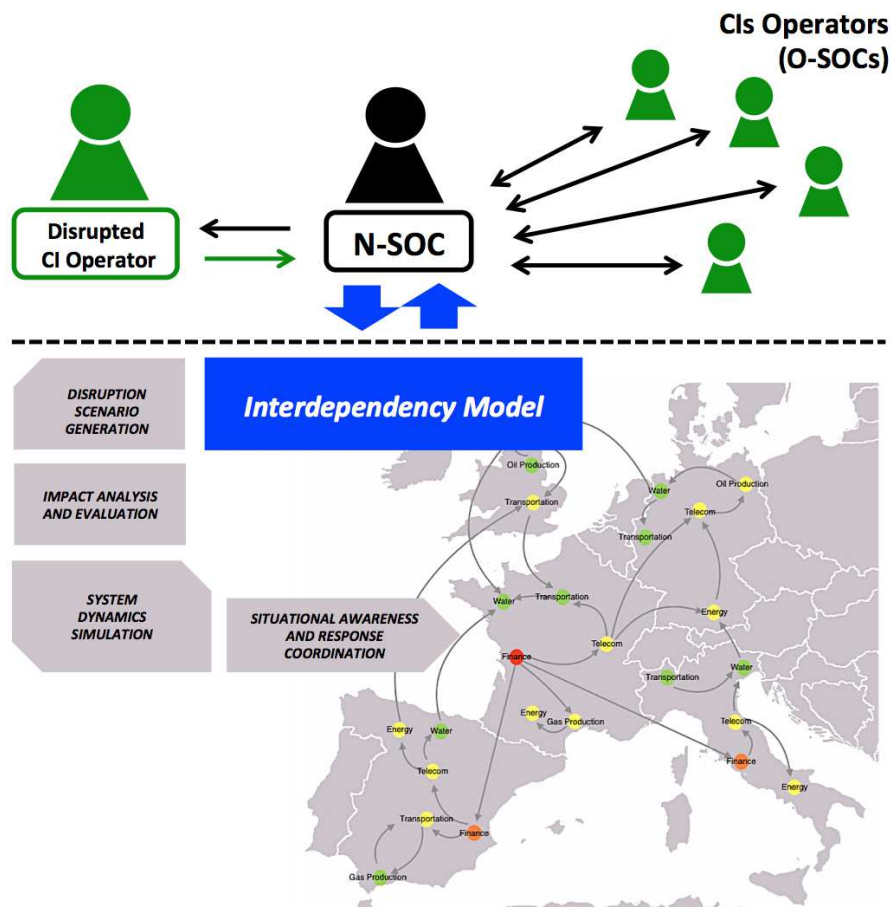 CIs Operators
(O-SOCs)
Disrupted
CI Operator
N-SOC
DISRUPTION
SCENARIO
GENERATION
Interdependency Model
IMPACT ANALYSIS
AND EVALUATION
SYSTEM
DYNAMICS
SIMULATION
SITUATIONAL AWARENESS
AND RESPONSE
COORDINATION
Oil Production
Transportation
Water
Oil Production
Telecom
Transportation
Water
Transportation
Energy
Telecom
Finance
Transportation
Water
Energy
Gas Production
Telecom
Energy
Water
Finance
Telecom
Energy
Transportation
Finance
Gas Production